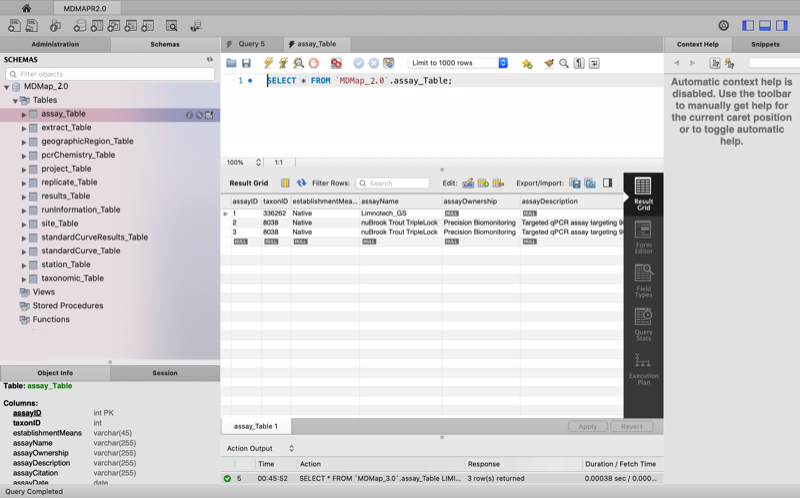 MDMAPR2.0
Administration
Schemas
SCHEMAS
Filter objects
MDMap_2.0
Tables
assay_Table
extract_Table
geographicRegion_Table
pcrChemistry_Table
project_Table
replicate_Table
results_Table
runInformation_Table
site_Table
standardCurveResults_Table
standardCurve_Table
station_Table
taxonomic_Table
Views
Stored Procedures
Functions
Object Info
Session
Table: assay_Table
Columns:
assayID int PK
taxonID int
establishmentMeans varchar(45)
assayName varchar(255)
assayOwnership varchar(255)
assayDescription varchar(255)
assayCitation varchar(255)
assayDate date
Query Completed
Query 5
assay_Table
Limit to 1000 rows
1 SELECT * FROM `MDMap_2.0`.assay_Table;
100% 1:1
Result Grid
Filter Rows:
Search
Edit:
Export/Import:
assayID taxonID establishmentMea... assayName assayOwnership assayDescription
1 336262 Native Limnotech_GS NULL NULL
2 8038 Native nuBrook Trout TripleLock Precision Biomonitoring Targeted qPCR assay targeting 9
3 8038 Native nuBrook Trout TripleLock Precision Biomonitoring Targeted qPCR assay targeting 9
NULL NULL NULL NULL NULL NULL
Result
Grid
Form
Editor
Field
Types
Query
Stats
Execution
Plan
assay_Table 1
Apply
Revert
Action Output
Time Action Response Duration / Fetch Time
5 00:45:52 SELECT * FROM `MDMap_3.0`.assay_Table LIMI... 3 row(s) returned 0.00038 sec / 0.000...
Context Help
Snippets
Automatic context help is
disabled. Use the toolbar
to manually get help for
the current caret position
or to toggle automatic
help.